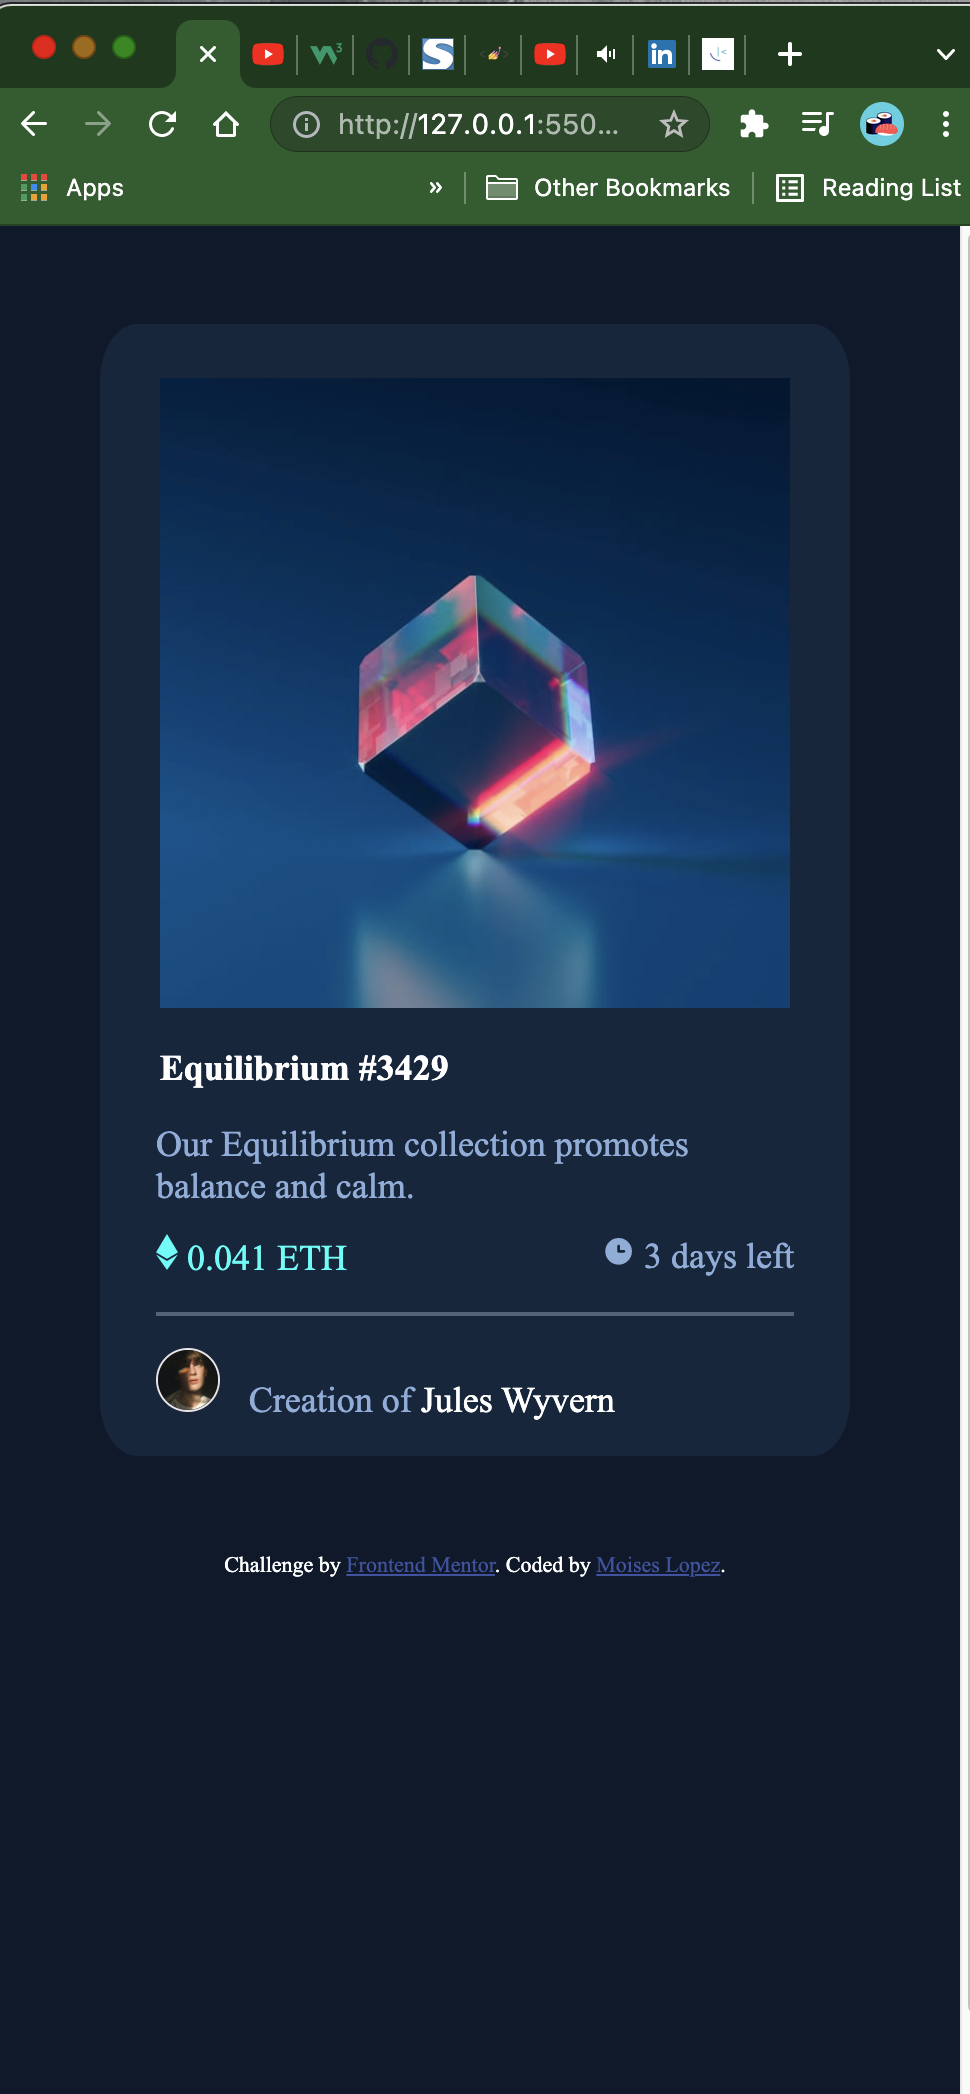 http://127.0.0.1:550...
Apps
»
Other Bookmarks
Reading List
Equilibrium #3429
Our Equilibrium collection promotes
balance and calm.
0.041 ETH
3 days left
Creation of Jules Wyvern
Challenge by Frontend Mentor. Coded by Moises Lopez.